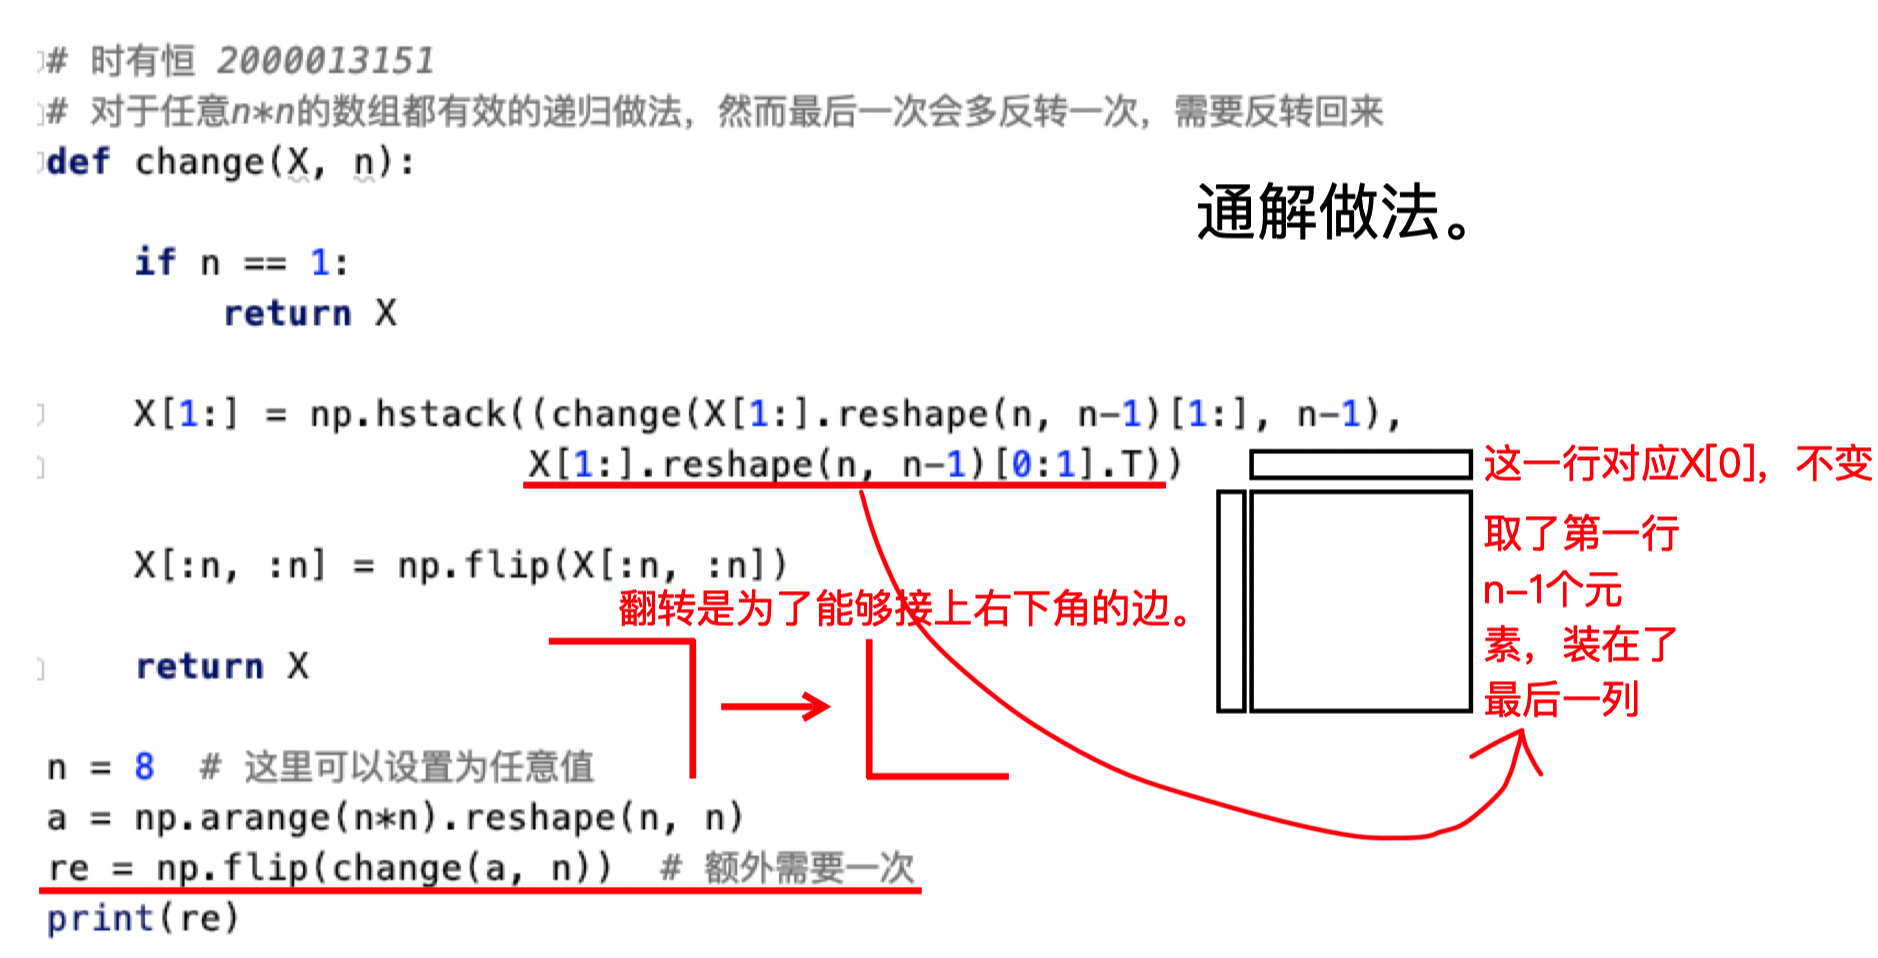 # 时有恒 2000013151
# 对于任意n*n的数组都有效的递归做法，然而最后一次会多反转一次，需要反转回来
def change(X, n):
通解做法。
if n == 1:
return X
X[1:] = np.hstack((change(X[1:].reshape(n, n-1)[1:], n-1),
X[1:].reshape(n, n-1)[0:1].T))
这一行对应X[0]，不变
取了第一行
n-1个元
素，装在了
最后一列
X[:n, :n] = np.flip(X[:n, :n])
翻转是为了能够接上右下角的边。
return X
n = 8  # 这里可以设置为任意值
a = np.arange(n*n).reshape(n, n)
re = np.flip(change(a, n))  # 额外需要一次
print(re)